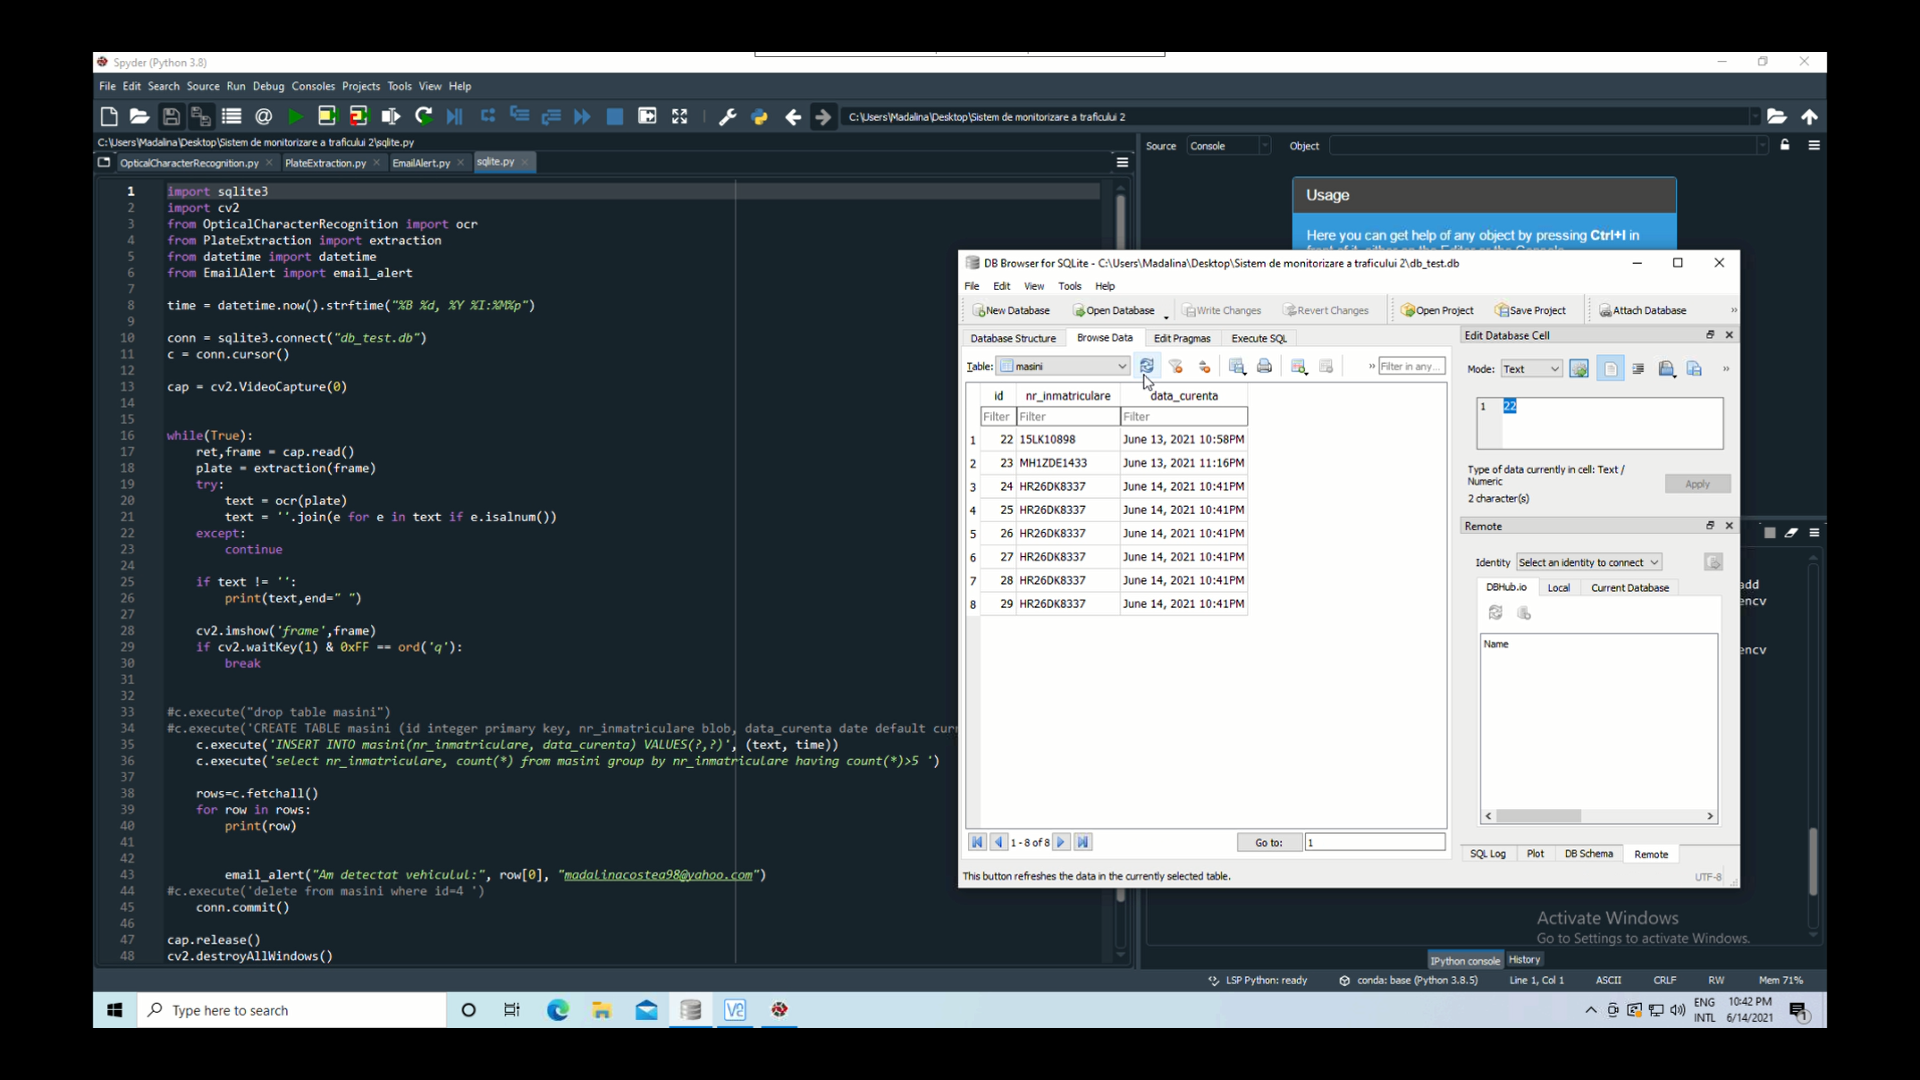 Spyder (Python 3.8)
File Edit Search Source Run Debug Consoles Projects Tools View Help
C:\Users\Madalina\Desktop\Sistem de monitorizare a traficului 2
C:\Users\Madalina\Desktop\Sistem de monitorizare a traficului 2\sqlite.py
OpticalCharacterRecognition.py PlateExtraction.py EmailAlert.py sqlite.py
1 import sqlite3
2 import cv2
3 from OpticalCharacterRecognition import ocr
4 from PlateExtraction import extraction
5 from datetime import datetime
6 from EmailAlert import email_alert
7
8 time = datetime.now().strftime("%B %d, %Y %I:%M%p")
9
10 conn = sqlite3.connect("db_test.db")
11 c = conn.cursor()
12
13 cap = cv2.VideoCapture(0)
14
15
16 while(True):
17 ret,frame = cap.read()
18 plate = extraction(frame)
19 try:
20 text = ocr(plate)
21 text = ''.join(e for e in text if e.isalnum())
22 except:
23 continue
24
25 if text != '':
26 print(text,end=" ")
27
28 cv2.imshow('frame',frame)
29 if cv2.waitKey(1) & 0xFF == ord('q'):
30 break
31
32
33 #c.execute("drop table masini")
34 #c.execute('CREATE TABLE masini (id integer primary key, nr_inmatriculare blob, data_curenta date default curr
35 c.execute('INSERT INTO masini(nr_inmatriculare, data_curenta) VALUES(?,?)', (text, time))
36 c.execute('select nr_inmatriculare, count(*) from masini group by nr_inmatriculare having count(*)>5 ')
37
38 rows=c.fetchall()
39 for row in rows:
40 print(row)
41
42
43 email_alert("Am detectat vehiculul:", row[0], "madalinacostea98@yahoo.com")
44 #c.execute('delete from masini where id=4 ')
45 conn.commit()
46
47 cap.release()
48 cv2.destroyAllWindows()
Source Console Object
Usage
Here you can get help of any object by pressing Ctrl+I in
DB Browser for SQLite - C:\Users\Madalina\Desktop\Sistem de monitorizare a traficului 2\db_test.db
File Edit View Tools Help
New Database Open Database Write Changes Revert Changes Open Project Save Project Attach Database »
Database Structure Browse Data Edit Pragmas Execute SQL
Table: masini » Filter in any...
id nr_inmatriculare data_curenta
Filter Filter Filter
1 22 15LK10898 June 13, 2021 10:58PM
2 23 MH1ZDE1433 June 13, 2021 11:16PM
3 24 HR26DK8337 June 14, 2021 10:41PM
4 25 HR26DK8337 June 14, 2021 10:41PM
5 26 HR26DK8337 June 14, 2021 10:41PM
6 27 HR26DK8337 June 14, 2021 10:41PM
7 28 HR26DK8337 June 14, 2021 10:41PM
8 29 HR26DK8337 June 14, 2021 10:41PM
1 - 8 of 8 Go to: 1
This button refreshes the data in the currently selected table.
Edit Database Cell
Mode: Text »
1 22
Type of data currently in cell: Text /
Numeric
2 character(s)
Apply
Remote
Identity Select an identity to connect
DBHub.io Local Current Database
Name
SQL Log Plot DB Schema Remote
UTF-8
add
encv
encv
Activate Windows
Go to Settings to activate Windows.
IPython console History
LSP Python: ready conda: base (Python 3.8.5) Line 1, Col 1 ASCII CRLF RW Mem 71%
Type here to search
ENG
INTL
10:42 PM
6/14/2021
1